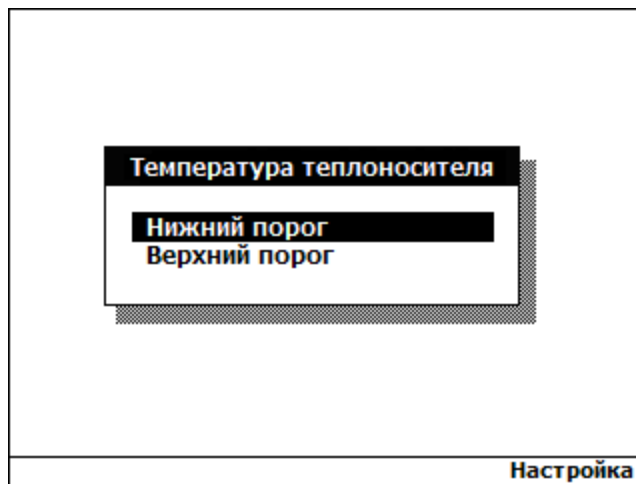 Температура теплоносителя
Нижний порог
Верхний порог
Настройка